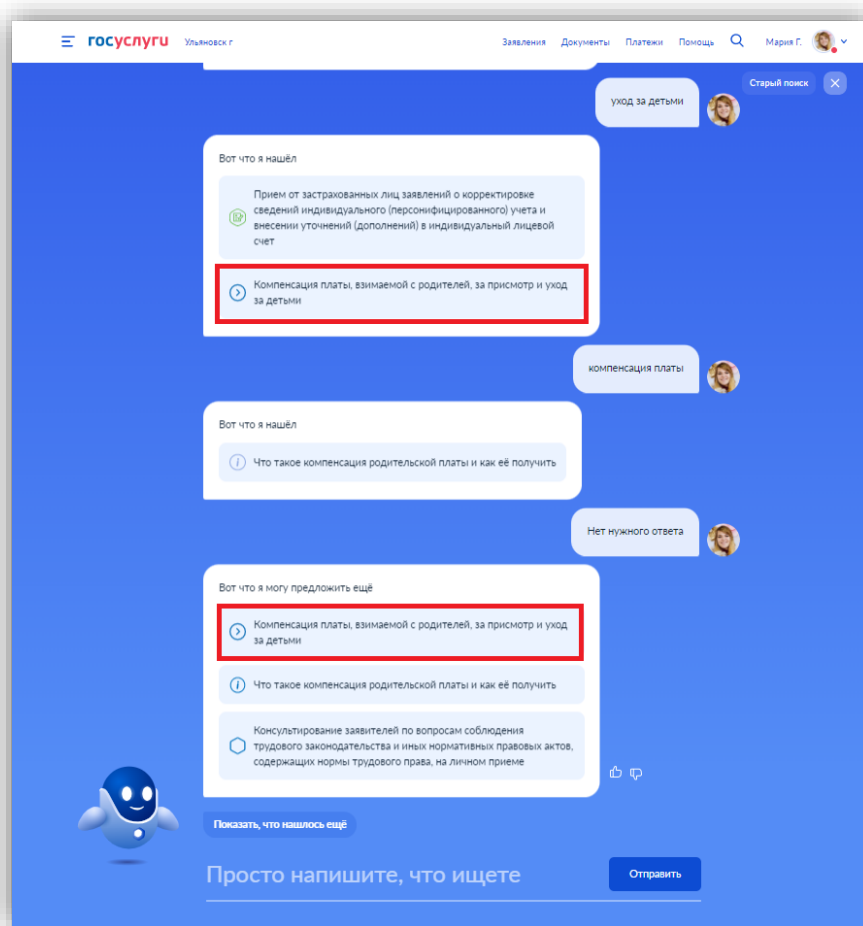 госуслуги Ульяновск г Заявления Документы Платежи Помощь Мария Г.
Старый поиск
уход за детьми
Вот что я нашёл
Прием от застрахованных лиц заявлений о корректировке
сведений индивидуального (персонифицированного) учета и
внесении уточнений (дополнений) в индивидуальный лицевой
счет
Компенсация платы, взимаемой с родителей, за присмотр и уход
за детьми
компенсация платы
Вот что я нашёл
Что такое компенсация родительской платы и как её получить
Нет нужного ответа
Вот что я могу предложить ещё
Компенсация платы, взимаемой с родителей, за присмотр и уход
за детьми
Что такое компенсация родительской платы и как её получить
Консультирование заявителей по вопросам соблюдения
трудового законодательства и иных нормативных правовых актов,
содержащих нормы трудового права, на личном приеме
Показать, что нашлось ещё
Просто напишите, что ищете
Отправить